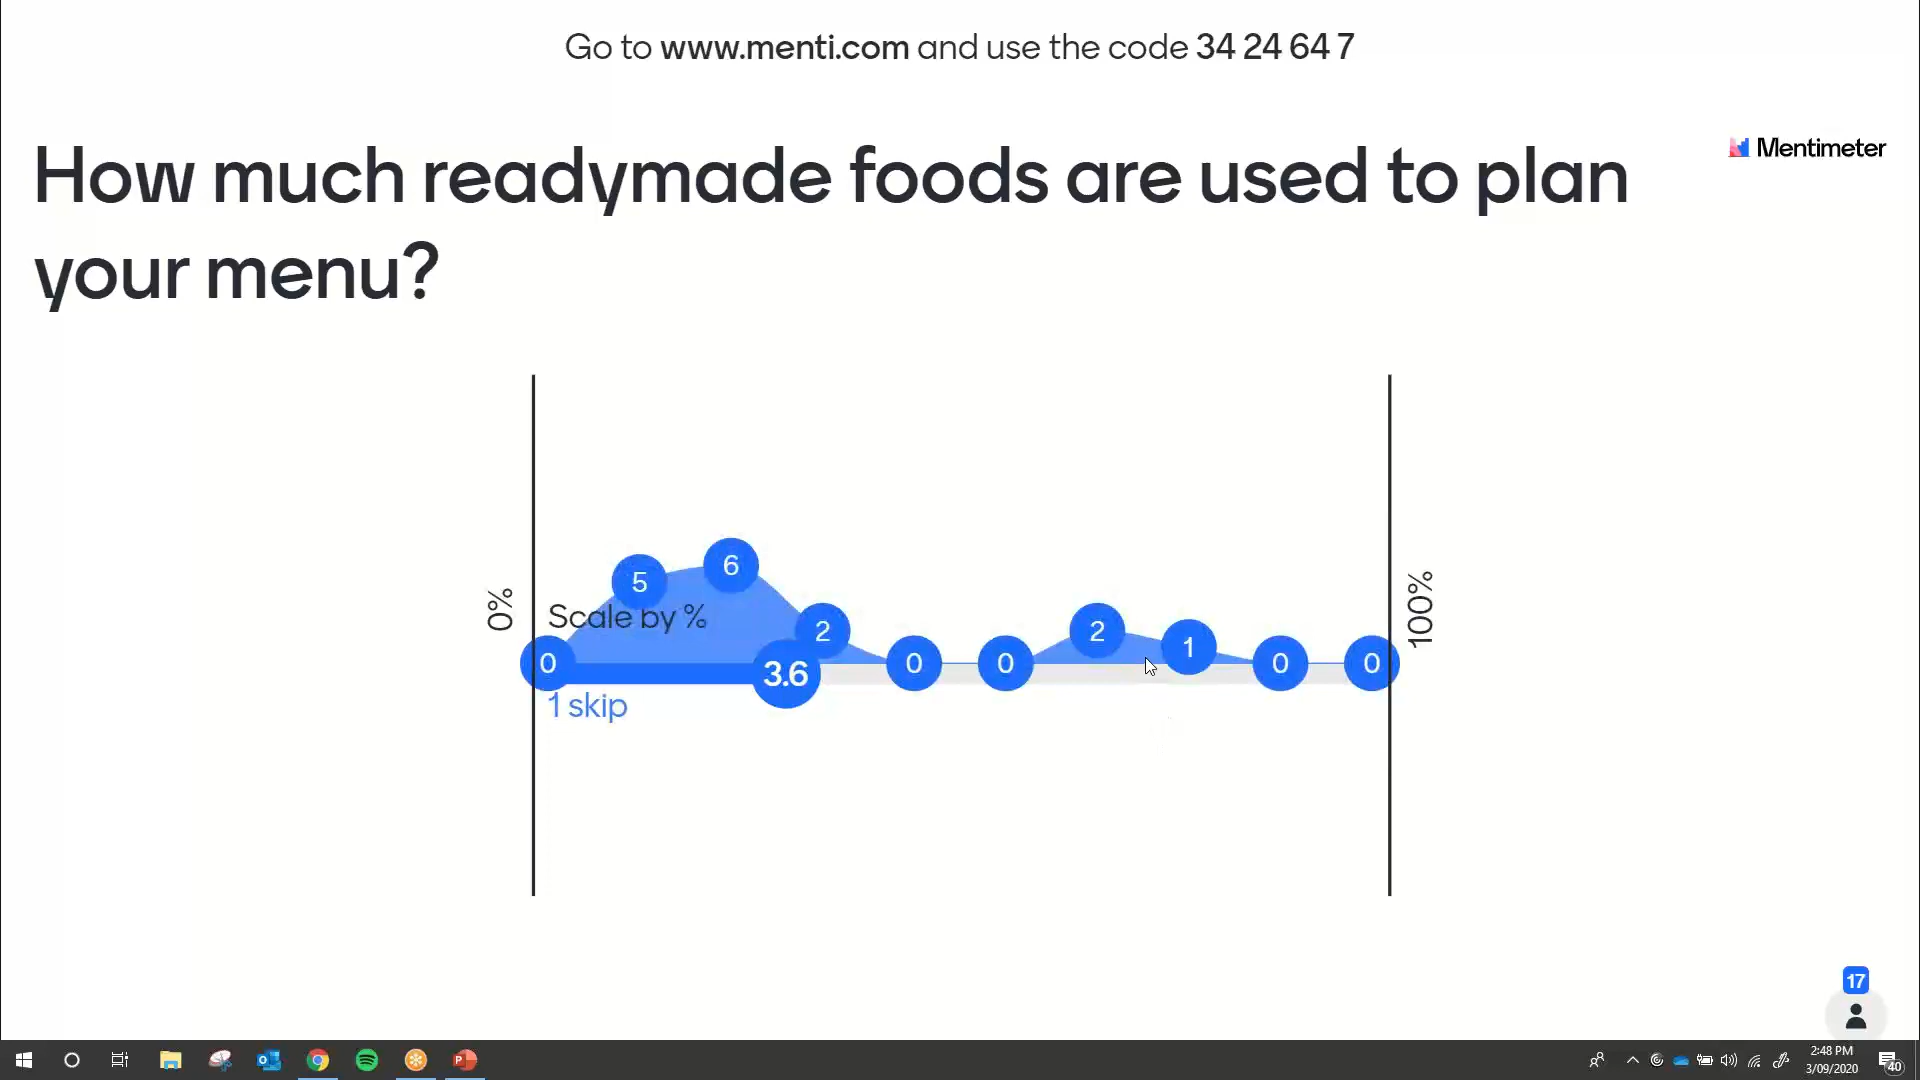 Go to www.menti.com and use the code 34 24 64 7
Mentimeter
How much readymade foods are used to plan
your menu?
0%
100%
6
5
Scale by %
2
2
1
0
0
0
0
0
3.6
1 skip
17
2:48 PM
3/09/2020
40